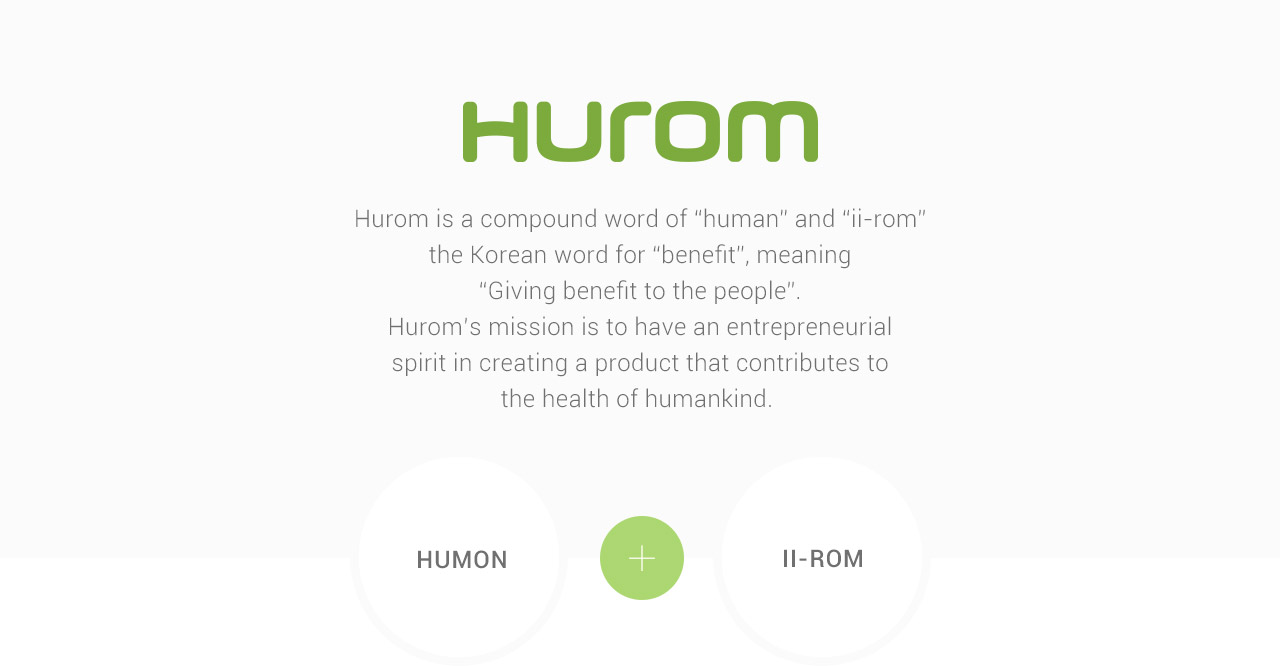 Hurom
Hurom is a compound word of “human” and “ii-rom”
the Korean word for “benefit”, meaning
“Giving benefit to the people”.
Hurom's mission is to have an entrepreneurial
spirit in creating a product that contributes to
the health of humankind.
HUMON + II-ROM